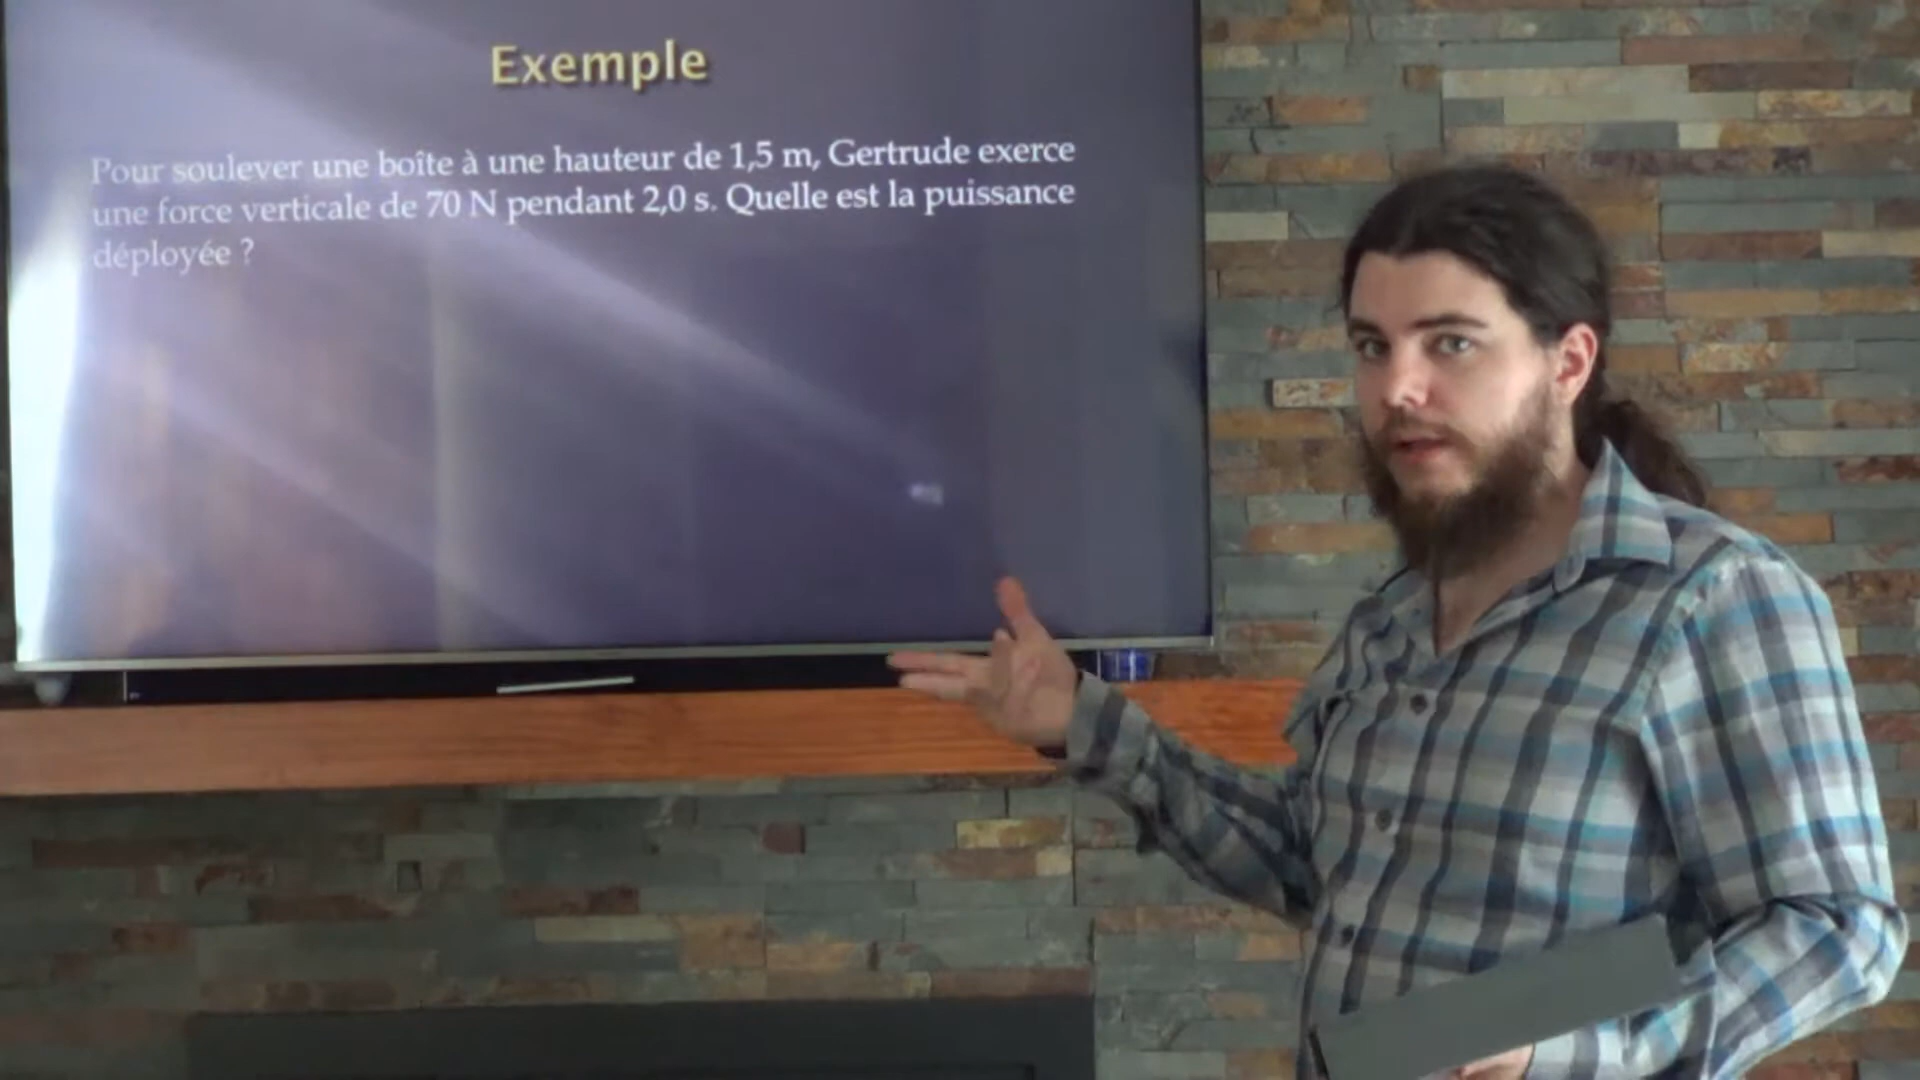 Exemple
Pour soulever une boîte à une hauteur de 1,5 m, Gertrude exerce
une force verticale de 70 N pendant 2,0 s. Quelle est la puissance
déployée ?